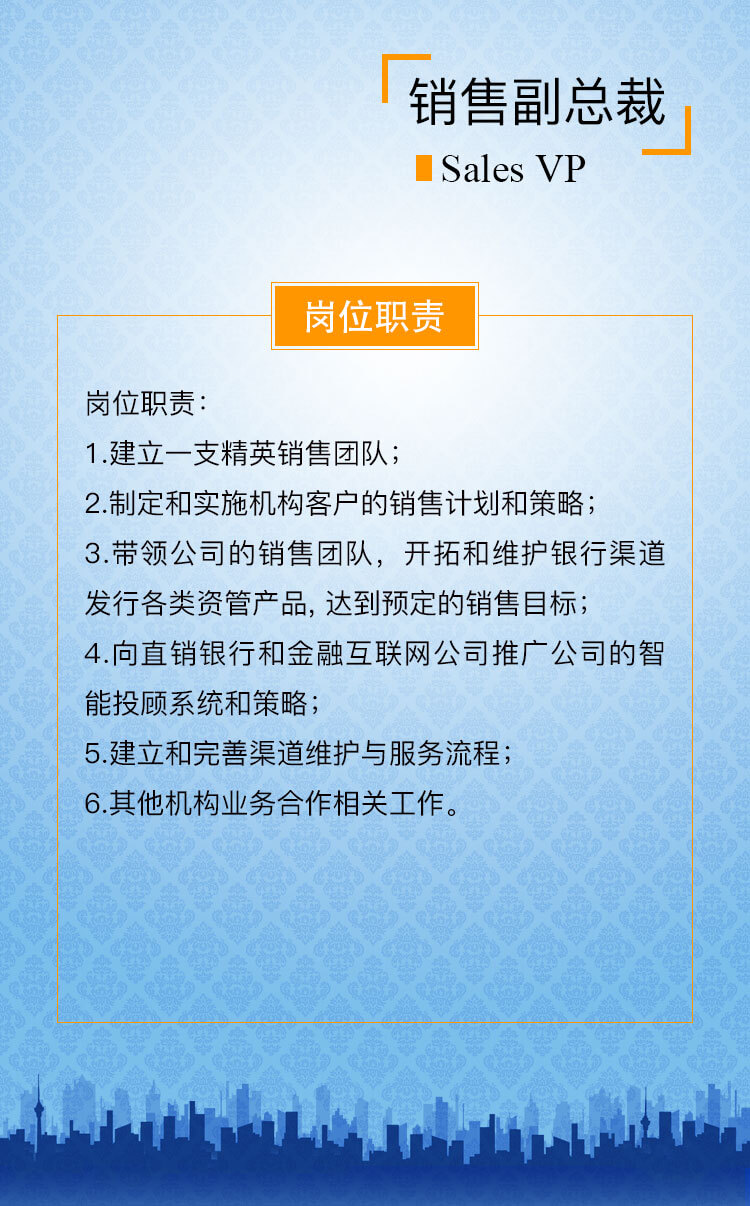 销售副总裁
Sales VP
岗位职责
岗位职责：
1.建立一支精英销售团队；
2.制定和实施机构客户的销售计划和策略；
3.带领公司的销售团队，开拓和维护银行渠道
发行各类资管产品,达到预定的销售目标；
4.向直销银行和金融互联网公司推广公司的智
能投顾系统和策略；
5.建立和完善渠道维护与服务流程；
6.其他机构业务合作相关工作。